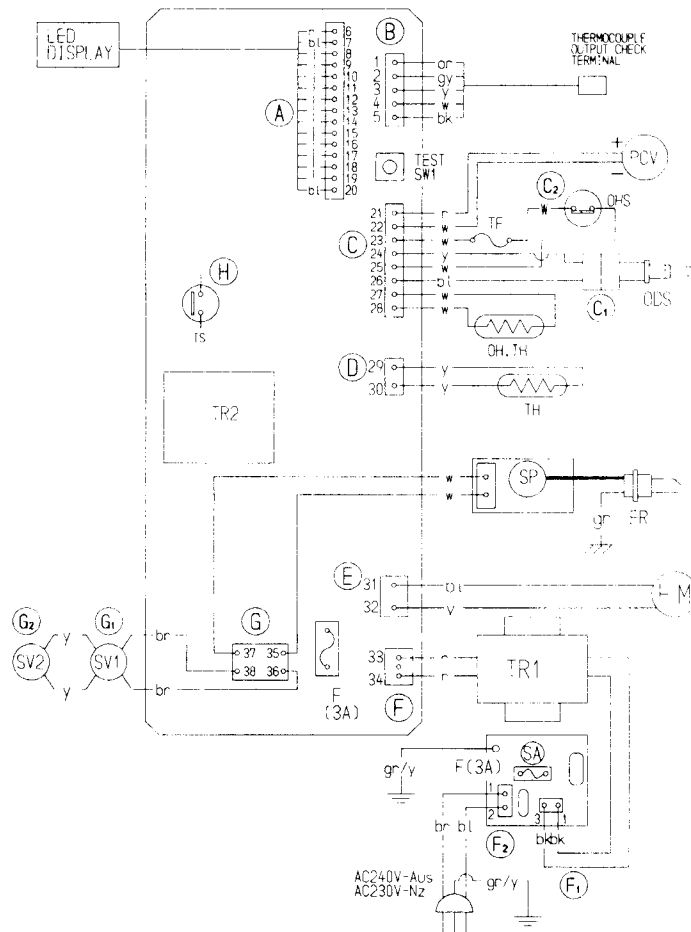 LED
DISPLAY
r
bl
bl
6
7
8
9
10
11
12
13
14
15
16
17
18
19
20
A
B
1
2
3
4
5
or
gy
y
w
bk
THERMOCOUPLE
OUTPUT CHECK
TERMINAL
TEST
SW1
+
PCV
−
C2
OHS
w
C
21
22
23
24
25
26
27
28
r
w
w
y
w
bl
w
w
TF
C1
ODS
OH.TH
H
TS
D
29
30
y
y
TH
TR2
w
w
SP
gr
E
31
32
M
G2
G1
SV2
SV1
y
y
br
br
G
37 35
38 36
F
(3A)
33
34
F
r
r
TR1
gr/y
F(3A)
SA
1
2
3
1
br
bl
F2
bk
bk
F1
AC240V-Aus
AC230V-Nz
gr/y